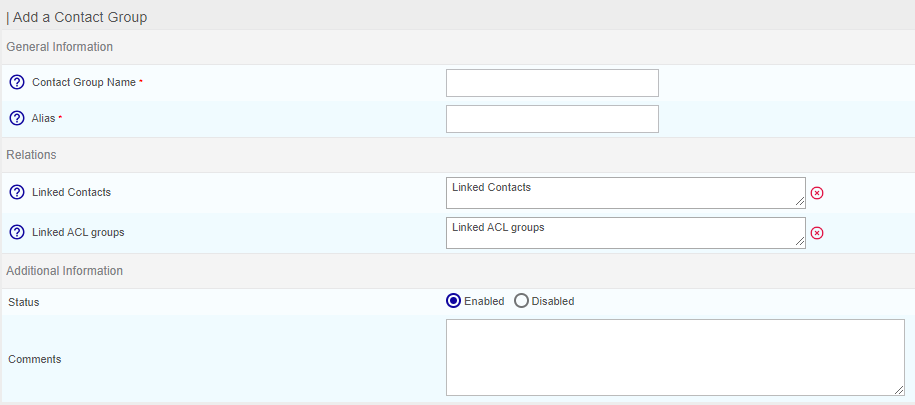 | Add a Contact Group
General Information
? Contact Group Name *
? Alias *
Relations
? Linked Contacts Linked Contacts
? Linked ACL groups Linked ACL groups
Additional Information
Status Enabled Disabled
Comments